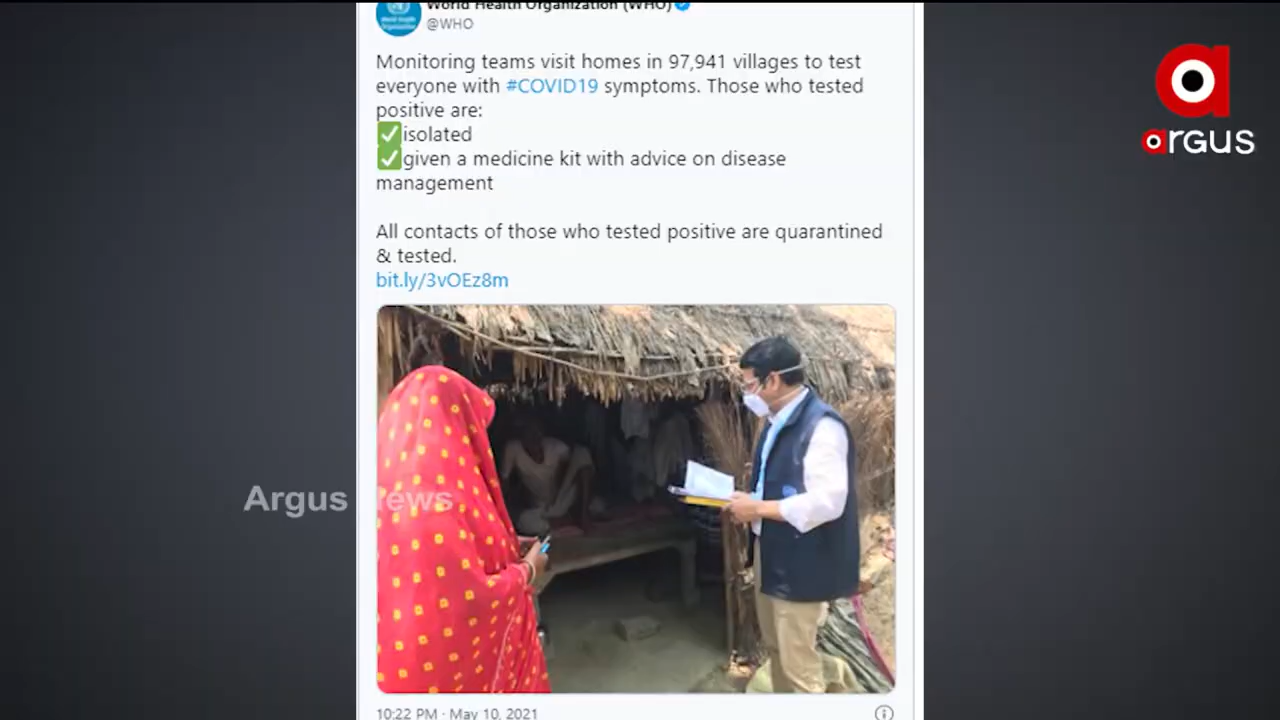 World Health Organization (WHO)
@WHO
Monitoring teams visit homes in 97,941 villages to test
everyone with #COVID19 symptoms. Those who tested
positive are:
✅isolated
✅given a medicine kit with advice on disease
management
All contacts of those who tested positive are quarantined
& tested.
bit.ly/3vOEz8m
10:22 PM · May 10, 2021
argus
Argus News